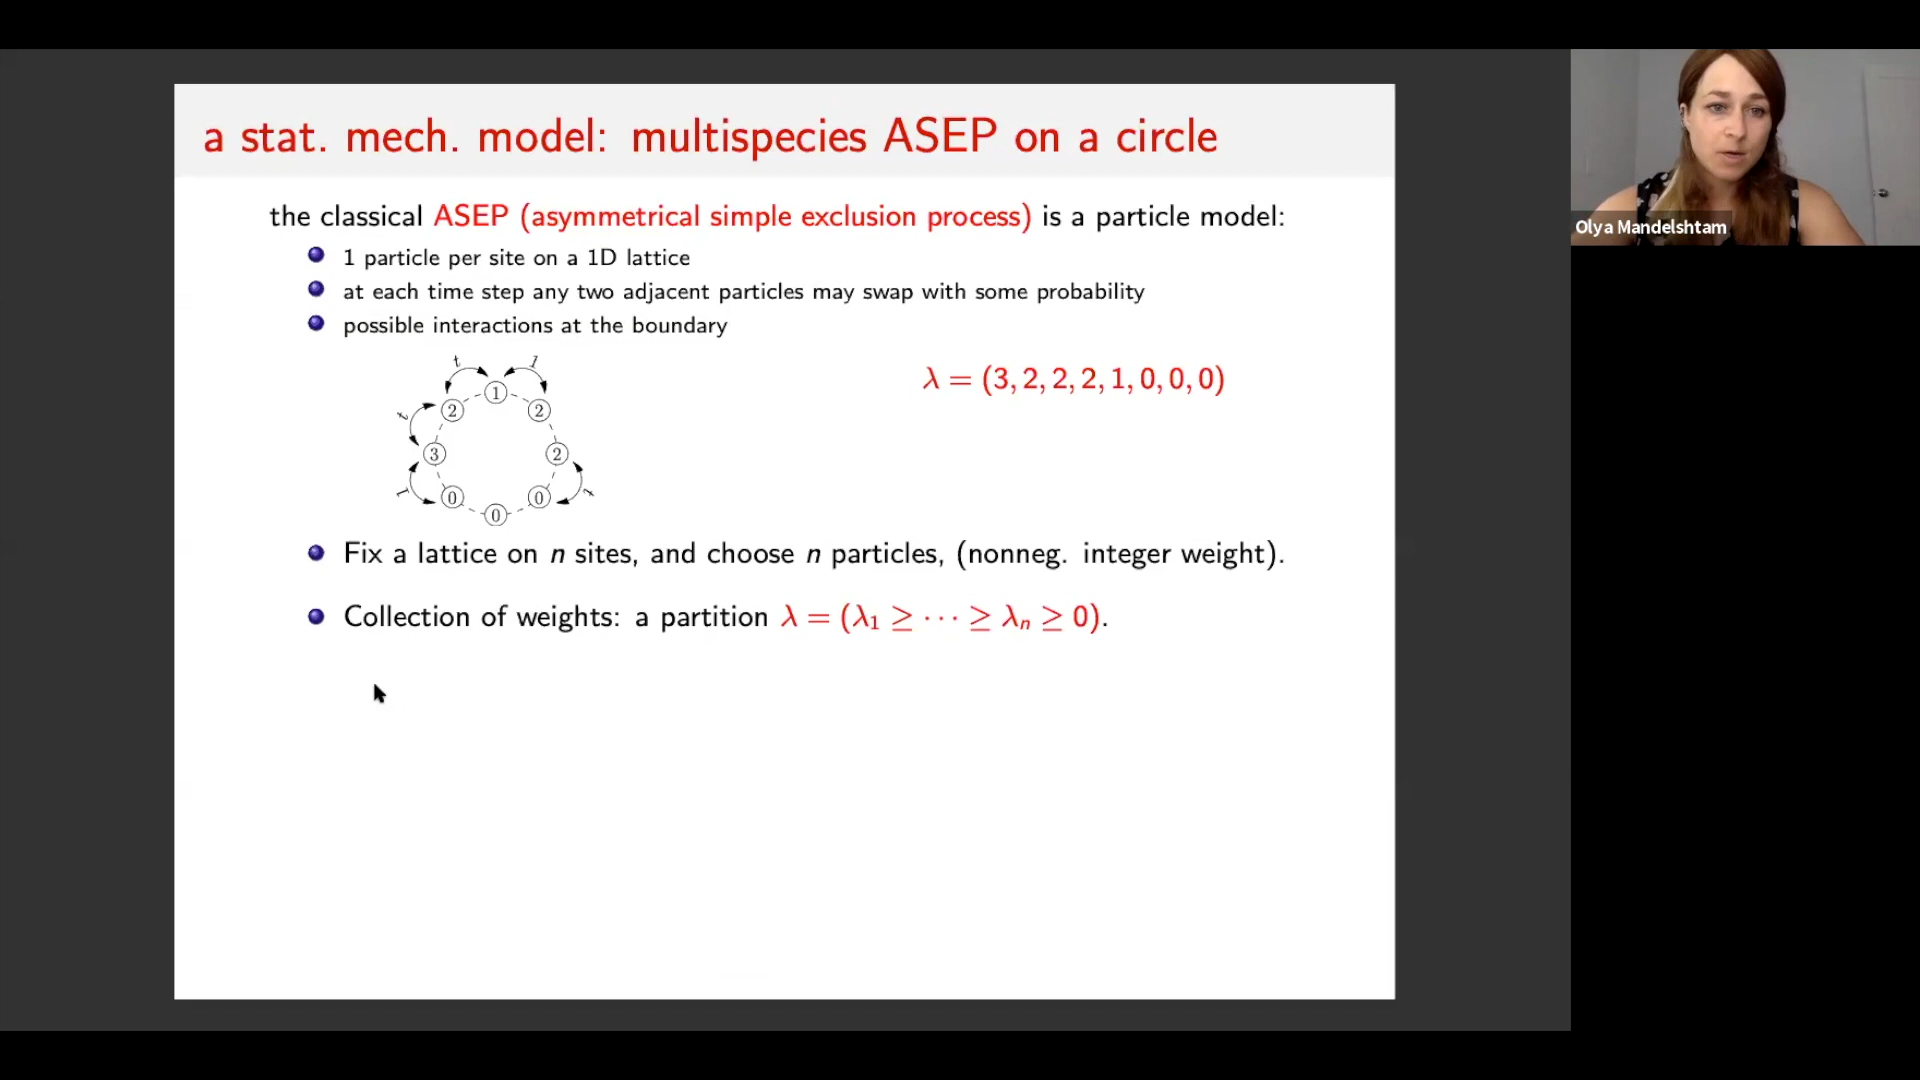 a stat. mech. model: multispecies ASEP on a circle
the classical ASEP (asymmetrical simple exclusion process) is a particle model:
1 particle per site on a 1D lattice
at each time step any two adjacent particles may swap with some probability
possible interactions at the boundary
λ = (3, 2, 2, 2, 1, 0, 0, 0)
t 1
1
2 2
t
3 2
1 0 0 t
0
Fix a lattice on n sites, and choose n particles, (nonneg. integer weight).
Collection of weights: a partition λ = (λ₁ ≥ ⋯ ≥ λₙ ≥ 0).
Olya Mandelshtam